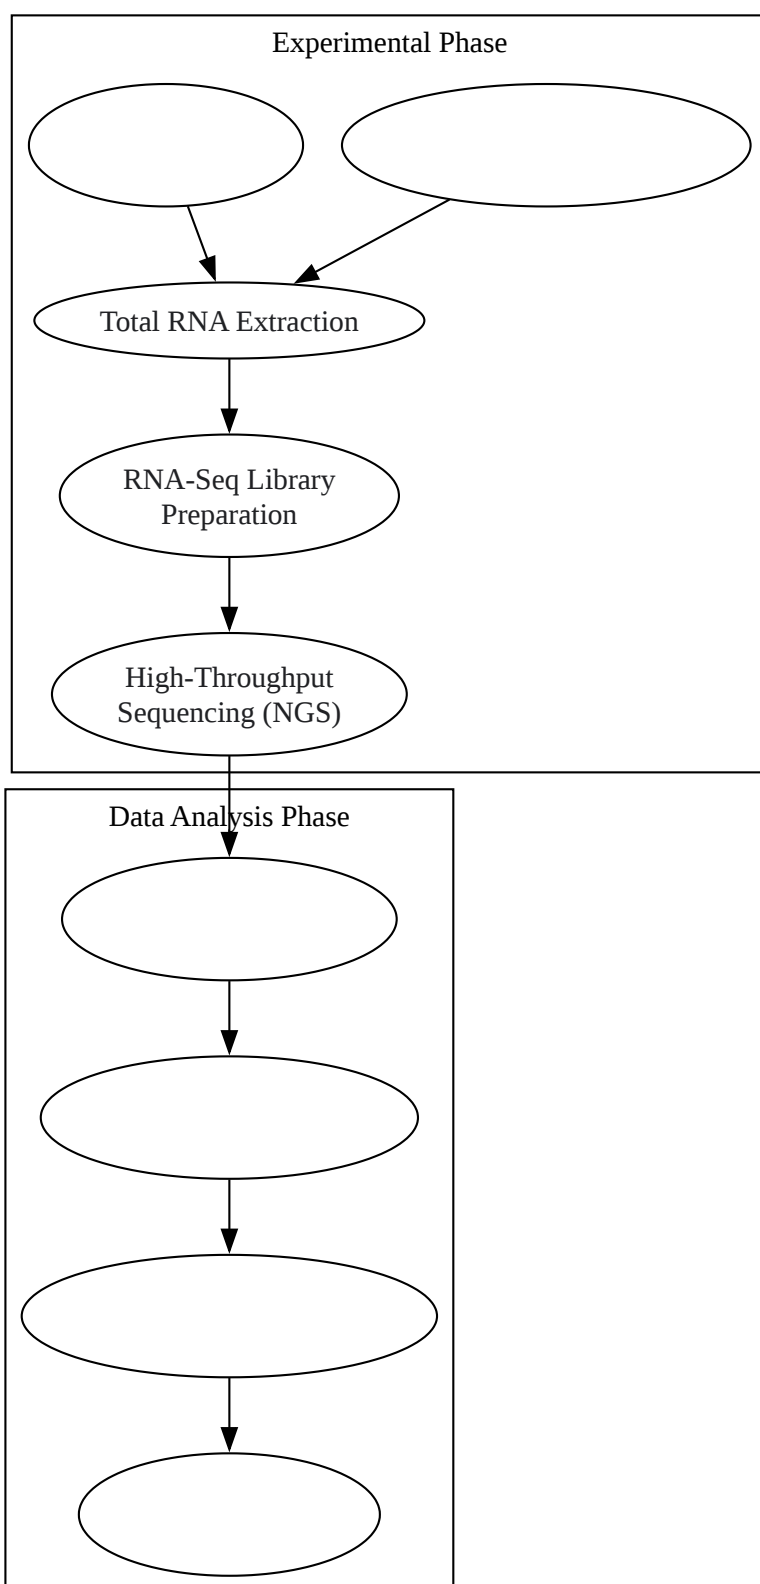 Experimental Phase
Total RNA Extraction
RNA-Seq Library
Preparation
High-Throughput
Sequencing (NGS)
Data Analysis Phase